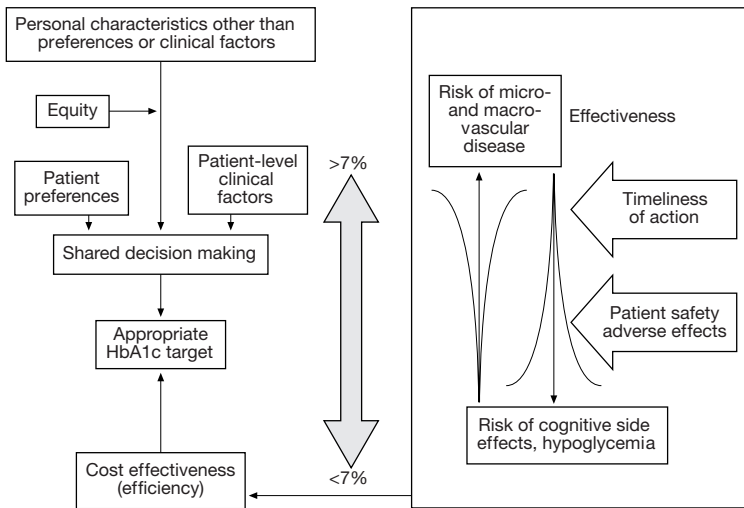 Personal characteristics other than
preferences or clinical factors
Equity
Patient
preferences
Patient-level
clinical
factors
Shared decision making
Appropriate
HbA1c target
Cost effectiveness
(efficiency)
>7%
<7%
Risk of micro-
and macro-
vascular
disease
Effectiveness
Timeliness
of action
Patient safety
adverse effects
Risk of cognitive side
effects, hypoglycemia